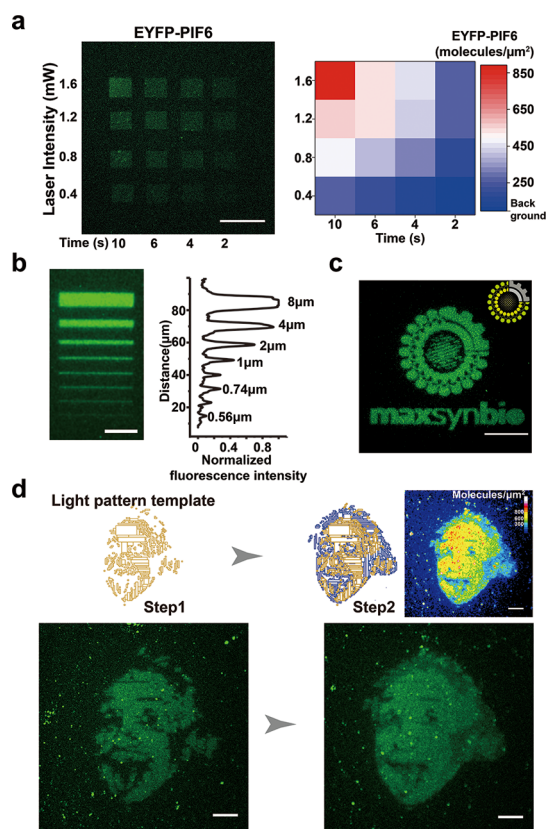 a
EYFP-PIF6
Laser Intensity (mW)
1.6
1.2
0.8
0.4
Time (s) 10 6 4 2
EYFP-PIF6
(molecules/μm²)
1.6
1.2
0.8
0.4
10 6 4 2
Time (s)
850
650
450
250
Back
ground
b
Distance(μm)
80
60
40
20
8μm
4μm
2μm
1μm
0.74μm
0.56μm
0 0.4 0.8
Normalized
fluorescence intensity
c
maxsynbio
d
Light pattern template
Step1
Step2
Molecules/μm²